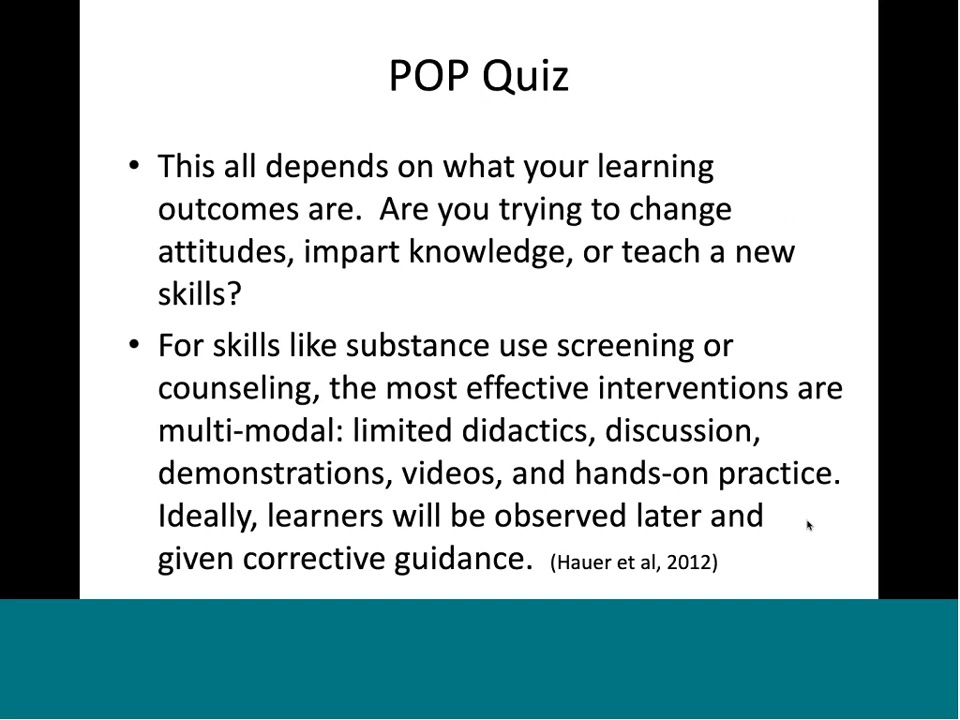 POP Quiz
• This all depends on what your learning
outcomes are.  Are you trying to change
attitudes, impart knowledge, or teach a new
skills?
• For skills like substance use screening or
counseling, the most effective interventions are
multi-modal: limited didactics, discussion,
demonstrations, videos, and hands-on practice.
Ideally, learners will be observed later and
given corrective guidance.  (Hauer et al, 2012)